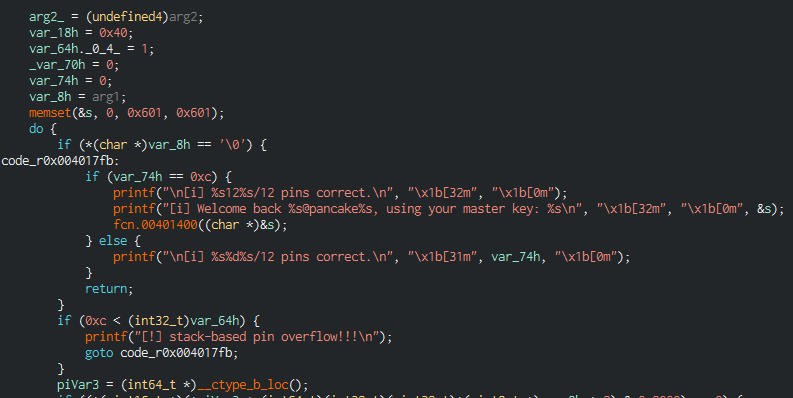 arg2_ = (undefined4)arg2;
var_18h = 0x40;
var_64h._0_4_ = 1;
_var_70h = 0;
var_74h = 0;
var_8h = arg1;
memset(&s, 0, 0x601, 0x601);
do {
if (*(char *)var_8h == '\0') {
code_r0x004017fb:
if (var_74h == 0xc) {
printf("\n[i] %s12%s/12 pins correct.\n", "\x1b[32m", "\x1b[0m");
printf("[i] Welcome back %s@pancake%s, using your master key: %s\n", "\x1b[32m", "\x1b[0m", &s);
fcn.00401400((char *)&s);
} else {
printf("\n[i] %s%d%s/12 pins correct.\n", "\x1b[31m", var_74h, "\x1b[0m");
}
return;
}
if (0xc < (int32_t)var_64h) {
printf("[!] stack-based pin overflow!!!\n");
goto code_r0x004017fb;
}
piVar3 = (int64_t *)__ctype_b_loc();